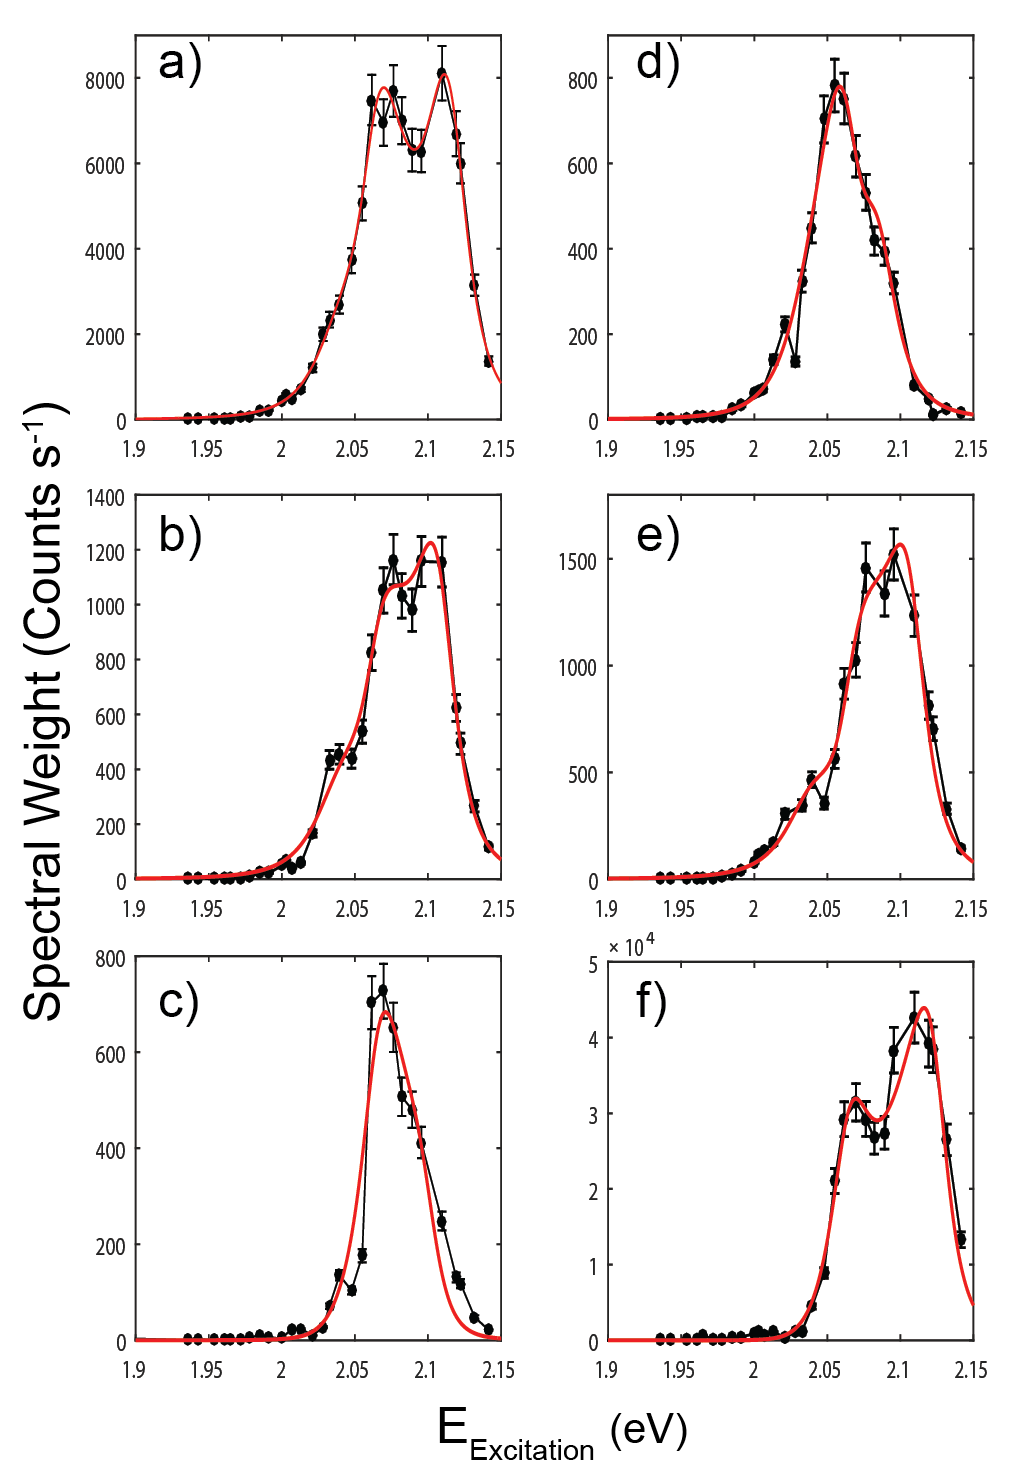 a)
8000
6000
4000
2000
0
1.9 1.95 2 2.05 2.1 2.15
d)
800
600
400
200
0
1.9 1.95 2 2.05 2.1 2.15
b)
1400
1200
1000
800
600
400
200
0
1.9 1.95 2 2.05 2.1 2.15
e)
1500
1000
500
0
1.9 1.95 2 2.05 2.1 2.15
c)
800
600
400
200
0
1.9 1.95 2 2.05 2.1 2.15
f)
× 10⁴
5
4
3
2
1
0
1.9 1.95 2 2.05 2.1 2.15
Spectral Weight (Counts s⁻¹)
E_Excitation (eV)